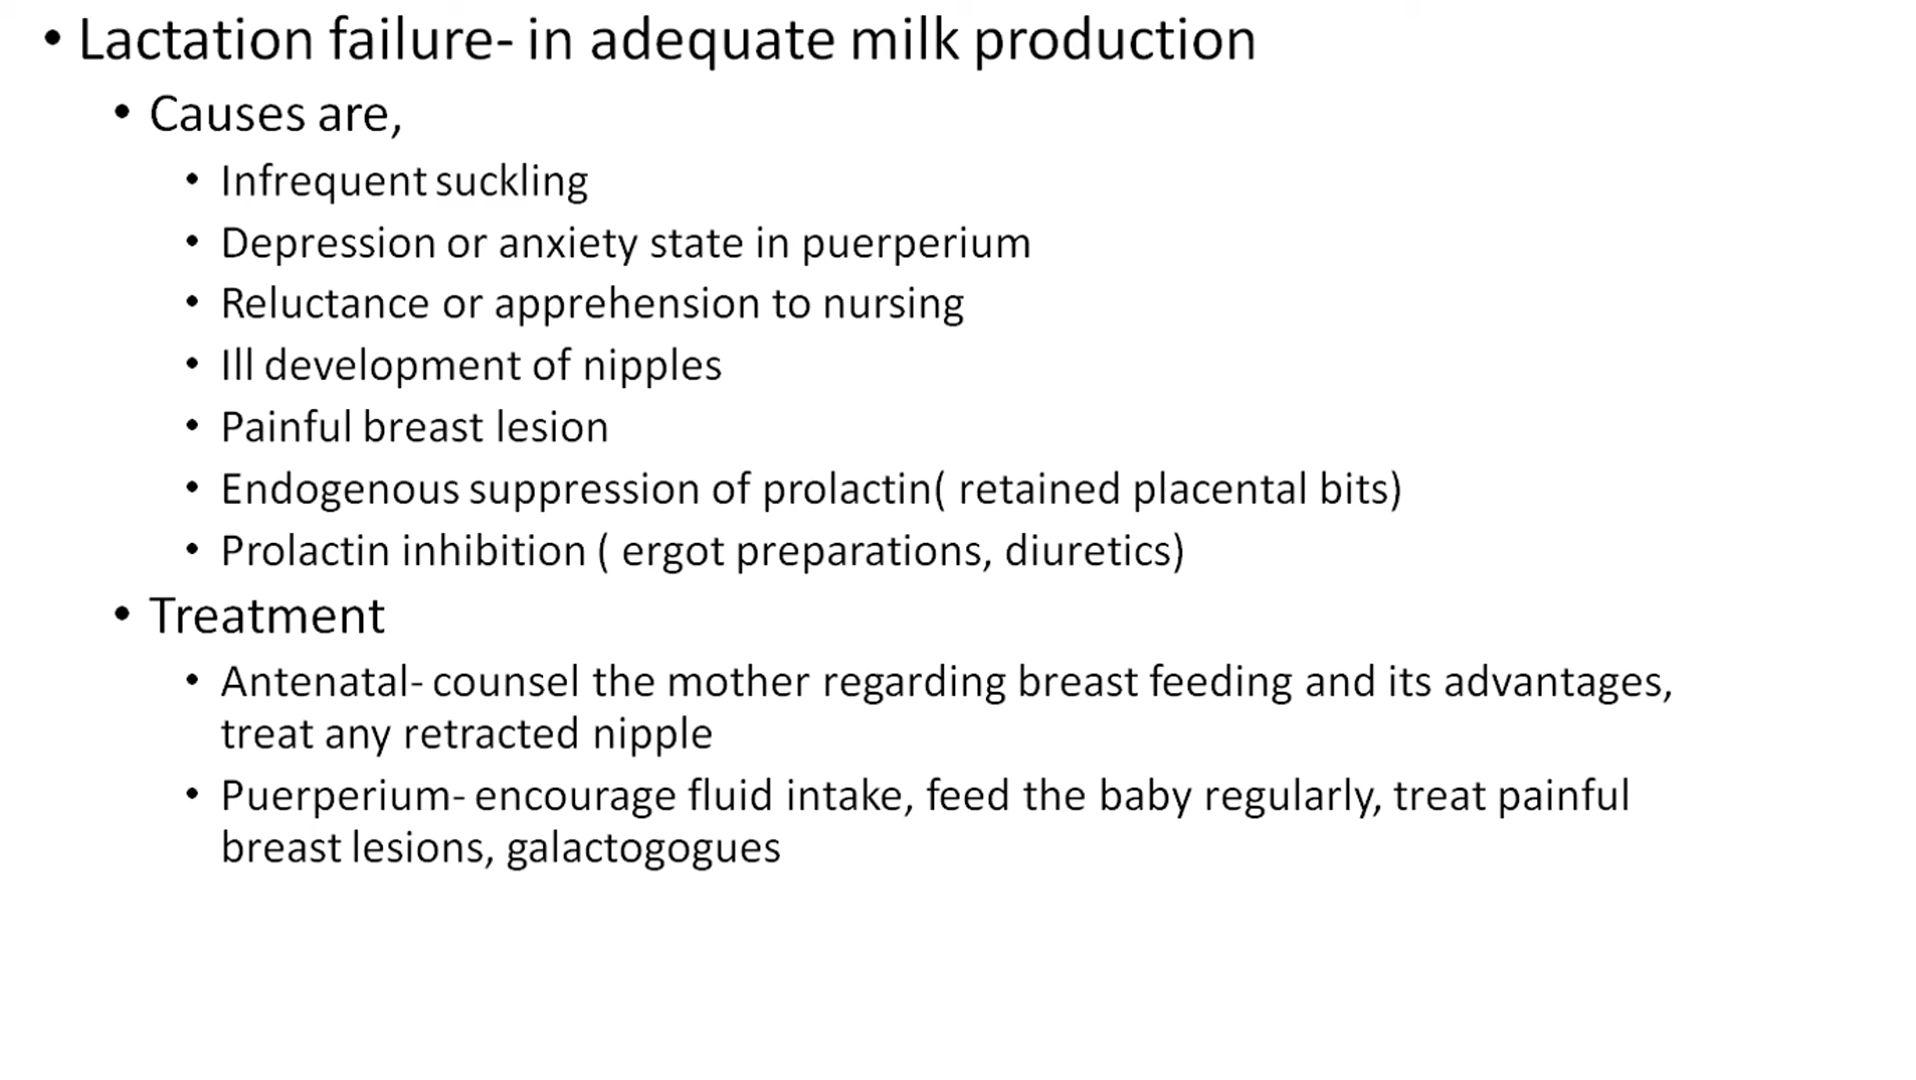 • Lactation failure- in adequate milk production
• Causes are,
• Infrequent suckling
• Depression or anxiety state in puerperium
• Reluctance or apprehension to nursing
• Ill development of nipples
• Painful breast lesion
• Endogenous suppression of prolactin( retained placental bits)
• Prolactin inhibition ( ergot preparations, diuretics)
• Treatment
• Antenatal- counsel the mother regarding breast feeding and its advantages,
treat any retracted nipple
• Puerperium- encourage fluid intake, feed the baby regularly, treat painful
breast lesions, galactogogues